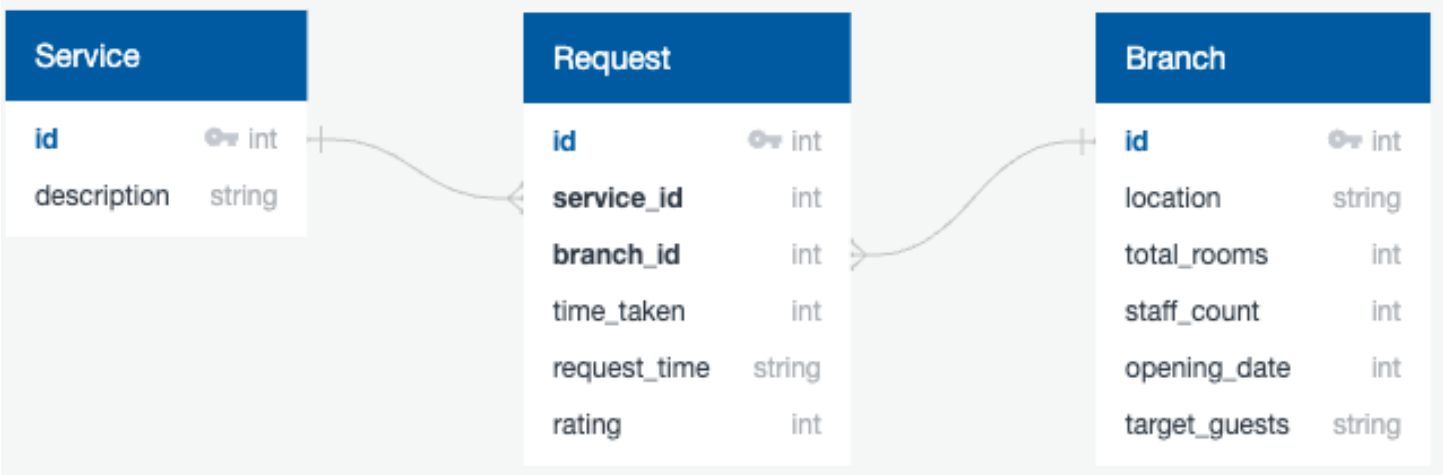 Service
id int
description string
Request
id int
service_id int
branch_id int
time_taken int
request_time string
rating int
Branch
id int
location string
total_rooms int
staff_count int
opening_date int
target_guests string